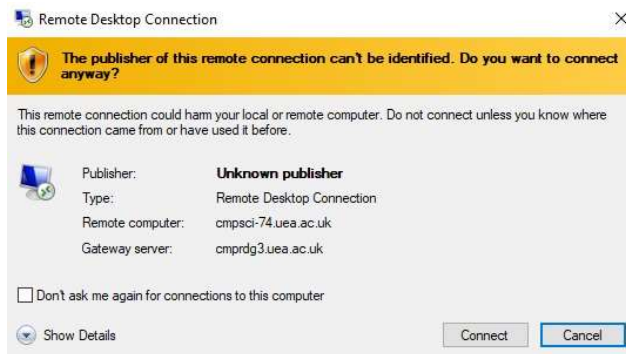 Remote Desktop Connection
The publisher of this remote connection can't be identified. Do you want to connect
anyway?
This remote connection could harm your local or remote computer. Do not connect unless you know where
this connection came from or have used it before.
Publisher: Unknown publisher
Type: Remote Desktop Connection
Remote computer: cmpsci-74.uea.ac.uk
Gateway server: cmprdg3.uea.ac.uk
Don't ask me again for connections to this computer
Show Details Connect Cancel